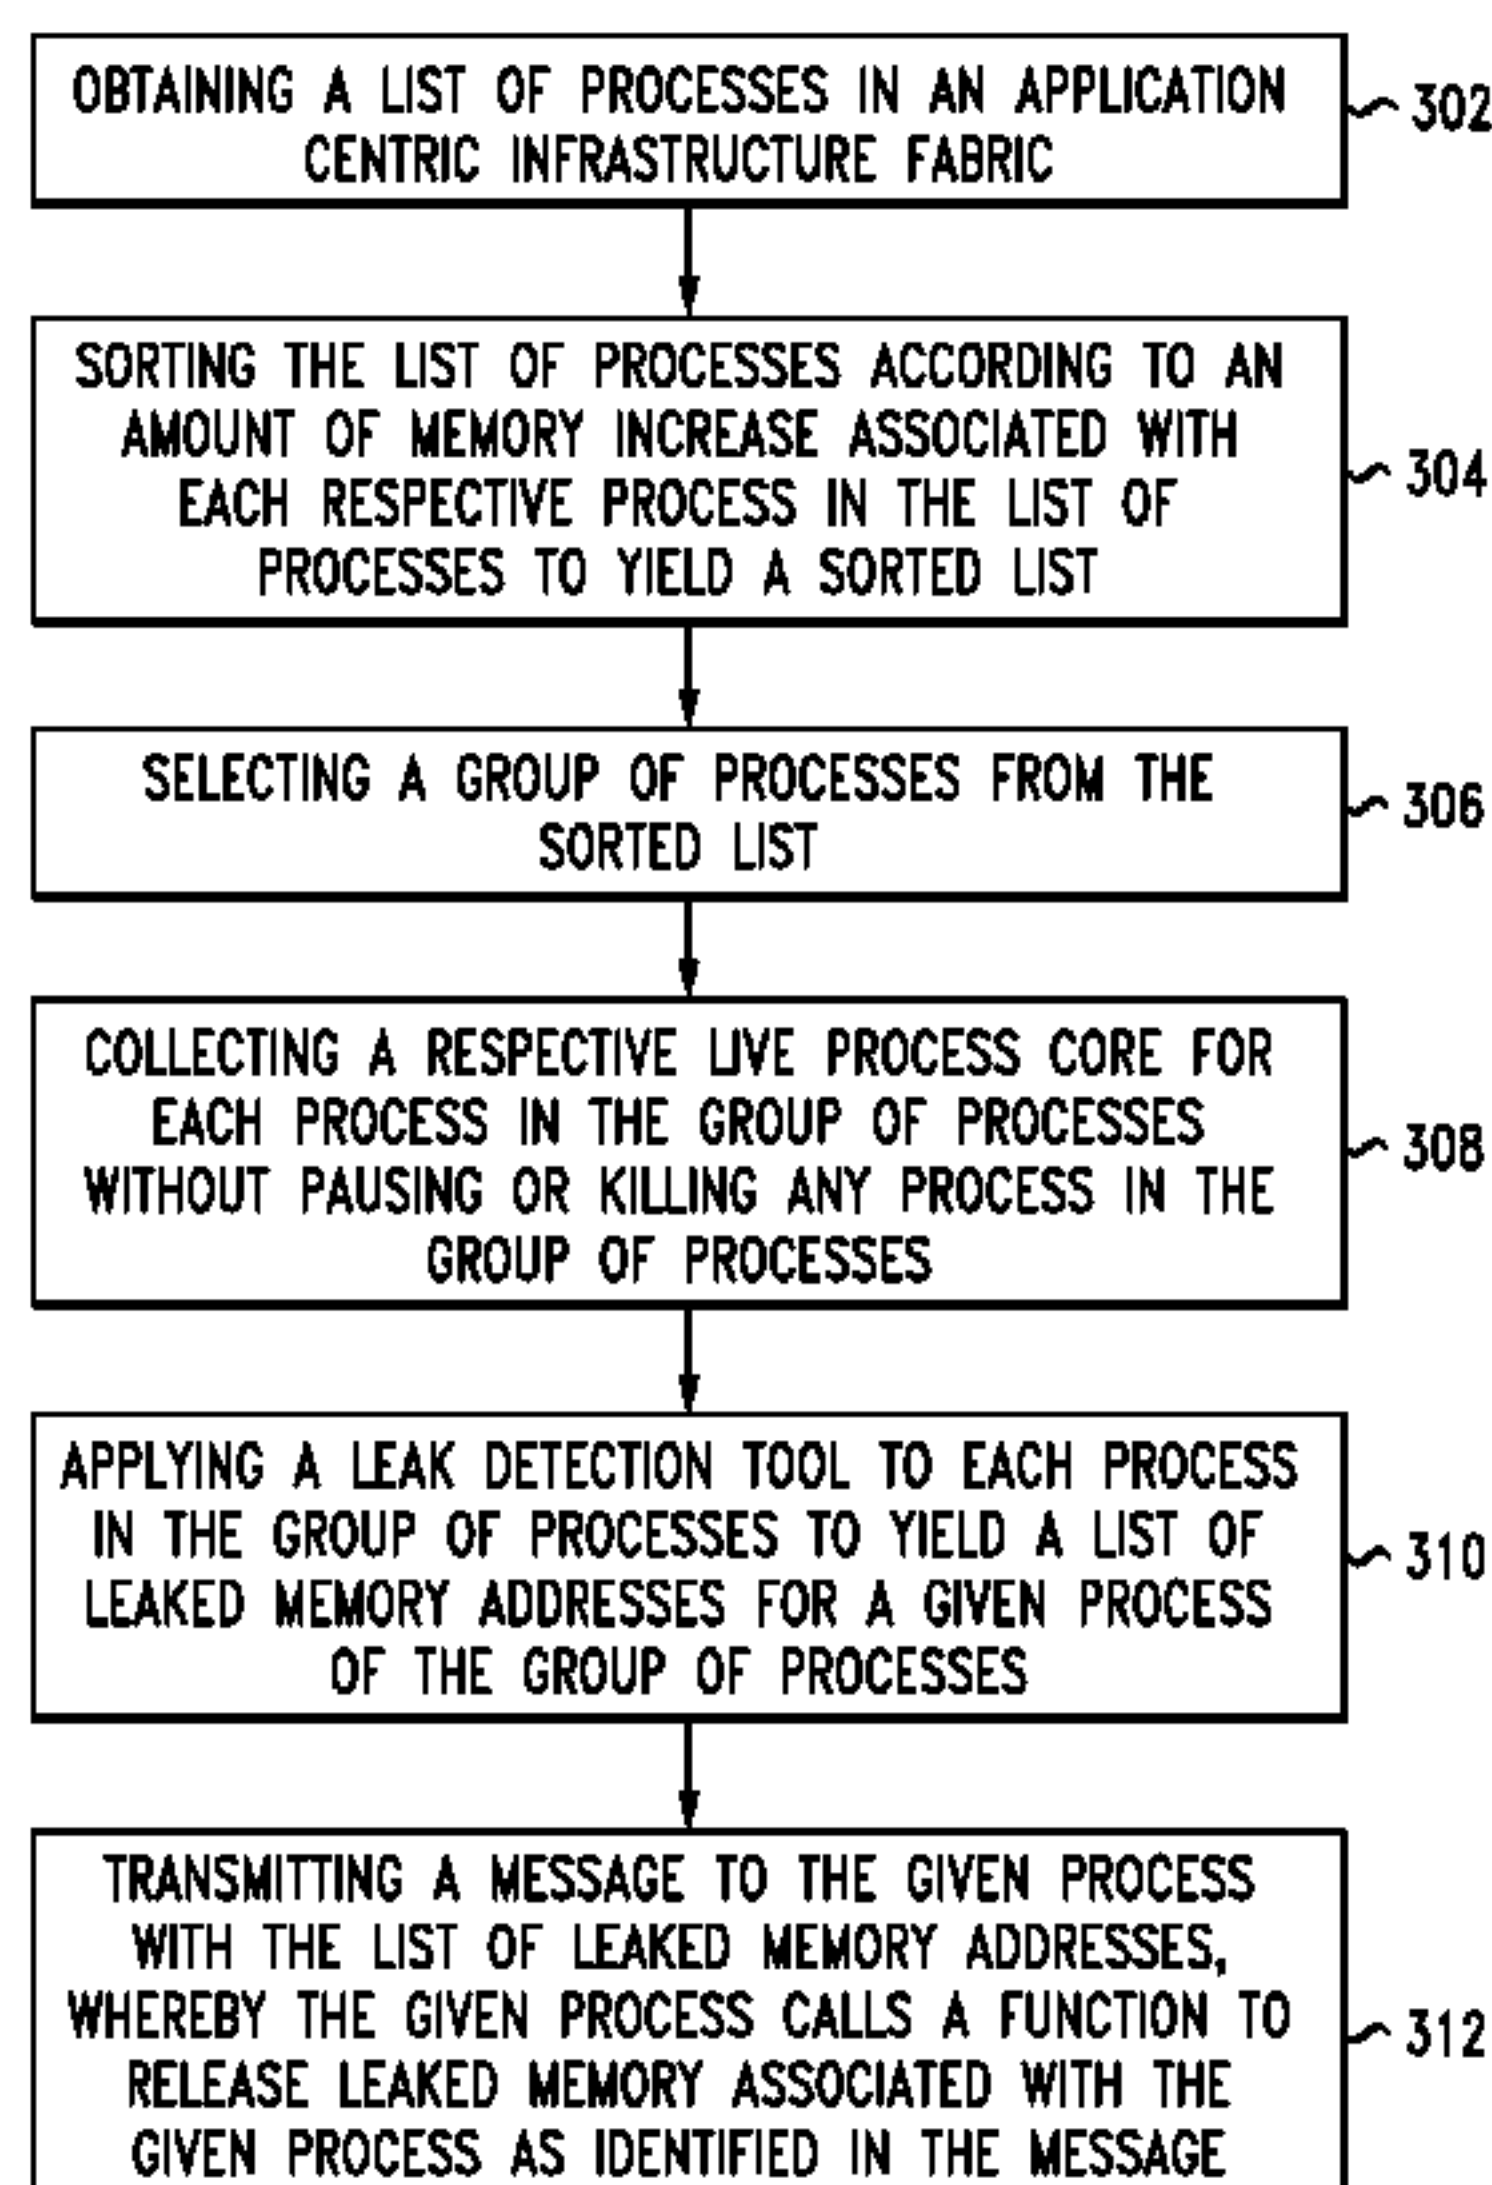 OBTAINING A LIST OF PROCESSES IN AN APPLICATION
CENTRIC INFRASTRUCTURE FABRIC
302
SORTING THE LIST OF PROCESSES ACCORDING TO AN
AMOUNT OF MEMORY INCREASE ASSOCIATED WITH
EACH RESPECTIVE PROCESS IN THE LIST OF
PROCESSES TO YIELD A SORTED LIST
304
SELECTING A GROUP OF PROCESSES FROM THE
SORTED LIST
306
COLLECTING A RESPECTIVE LIVE PROCESS CORE FOR
EACH PROCESS IN THE GROUP OF PROCESSES
WITHOUT PAUSING OR KILLING ANY PROCESS IN THE
GROUP OF PROCESSES
308
APPLYING A LEAK DETECTION TOOL TO EACH PROCESS
IN THE GROUP OF PROCESSES TO YIELD A LIST OF
LEAKED MEMORY ADDRESSES FOR A GIVEN PROCESS
OF THE GROUP OF PROCESSES
310
TRANSMITTING A MESSAGE TO THE GIVEN PROCESS
WITH THE LIST OF LEAKED MEMORY ADDRESSES,
WHEREBY THE GIVEN PROCESS CALLS A FUNCTION TO
RELEASE LEAKED MEMORY ASSOCIATED WITH THE
GIVEN PROCESS AS IDENTIFIED IN THE MESSAGE
312